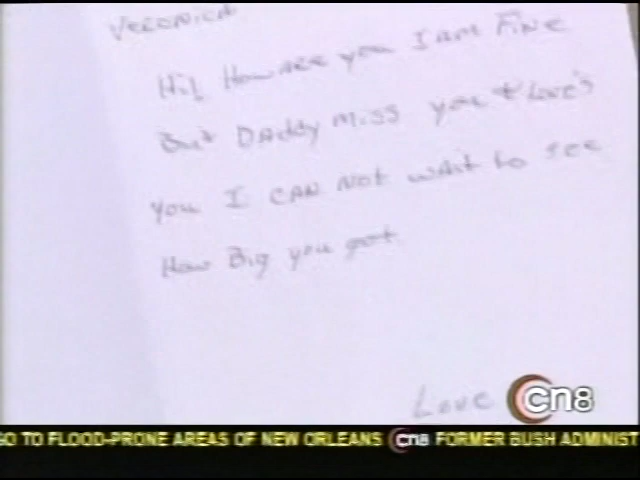 VERONICA
Hi! How are you I am Fine
But Daddy miss you & Love's
you I CAN NOT wait to see
How Big you got
Love
cn8
GO TO FLOOD-PRONE AREAS OF NEW ORLEANS cn8 FORMER BUSH ADMINIST